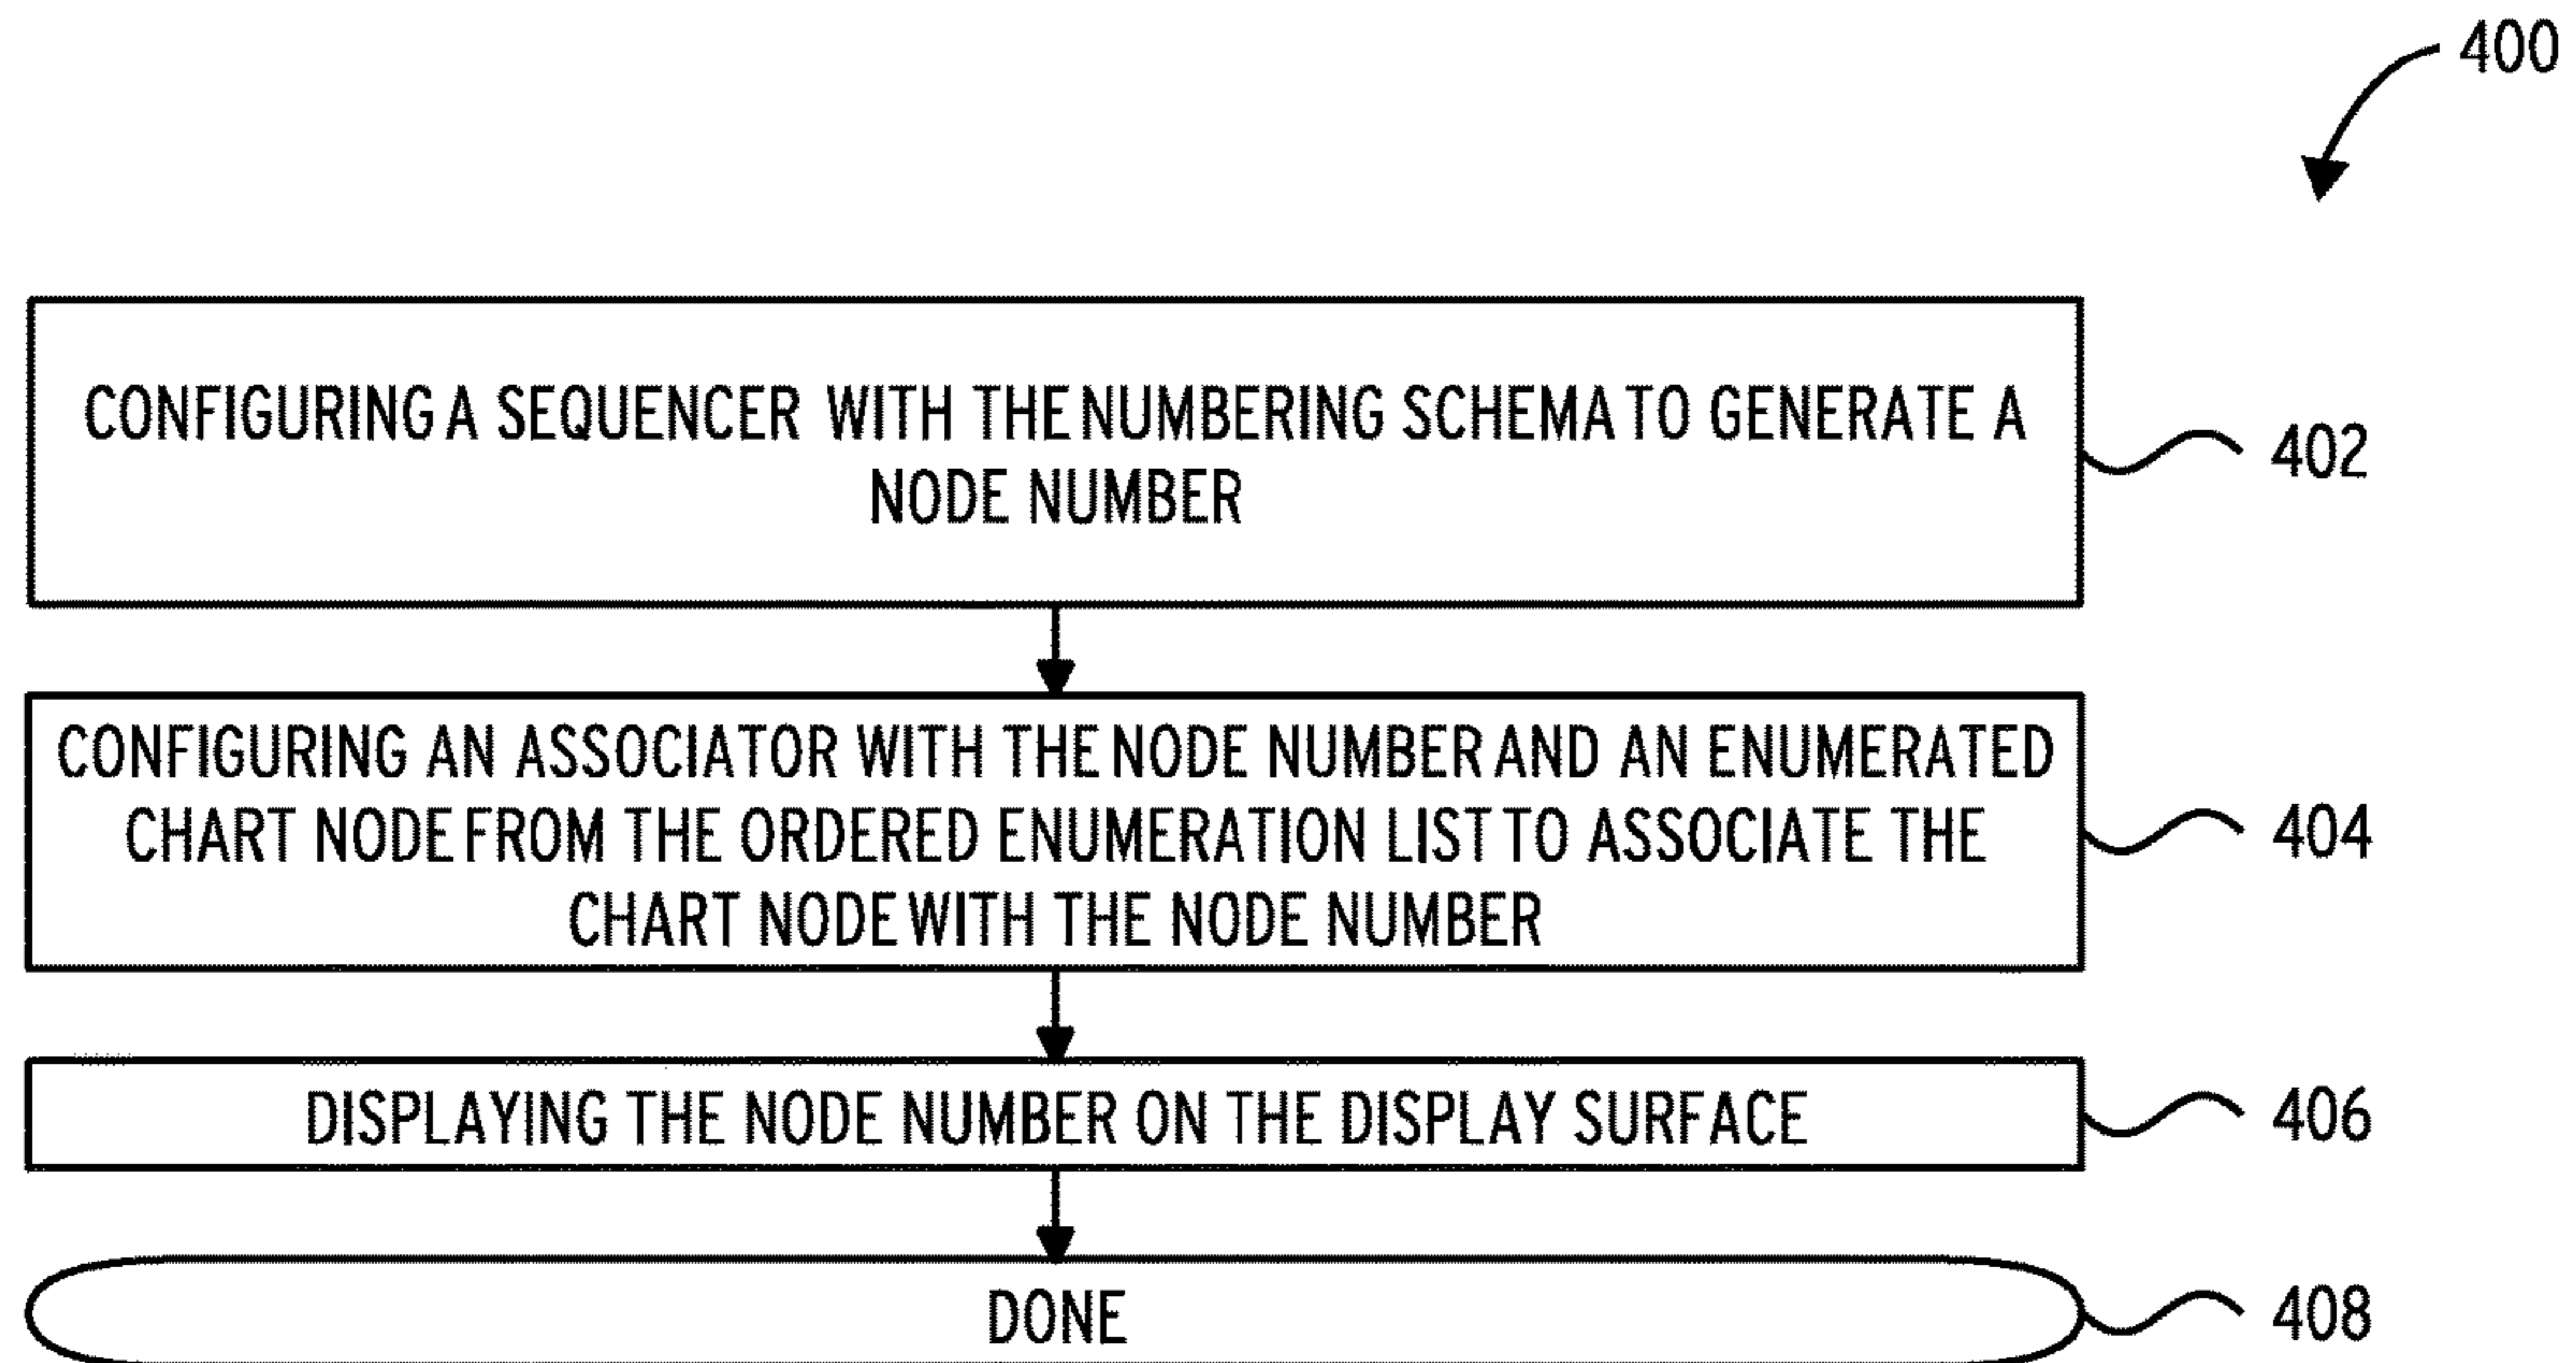 400
CONFIGURING A SEQUENCER WITH THE NUMBERING SCHEMA TO GENERATE A
NODE NUMBER
402
CONFIGURING AN ASSOCIATOR WITH THE NODE NUMBER AND AN ENUMERATED
CHART NODE FROM THE ORDERED ENUMERATION LIST TO ASSOCIATE THE
CHART NODE WITH THE NODE NUMBER
404
DISPLAYING THE NODE NUMBER ON THE DISPLAY SURFACE
406
DONE
408